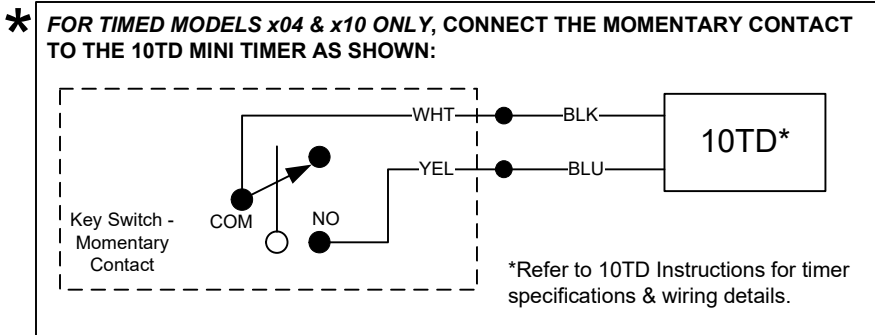 * FOR TIMED MODELS x04 & x10 ONLY, CONNECT THE MOMENTARY CONTACT
TO THE 10TD MINI TIMER AS SHOWN:
WHT
BLK
10TD*
YEL
BLU
COM
NO
Key Switch -
Momentary
Contact
*Refer to 10TD Instructions for timer
specifications & wiring details.